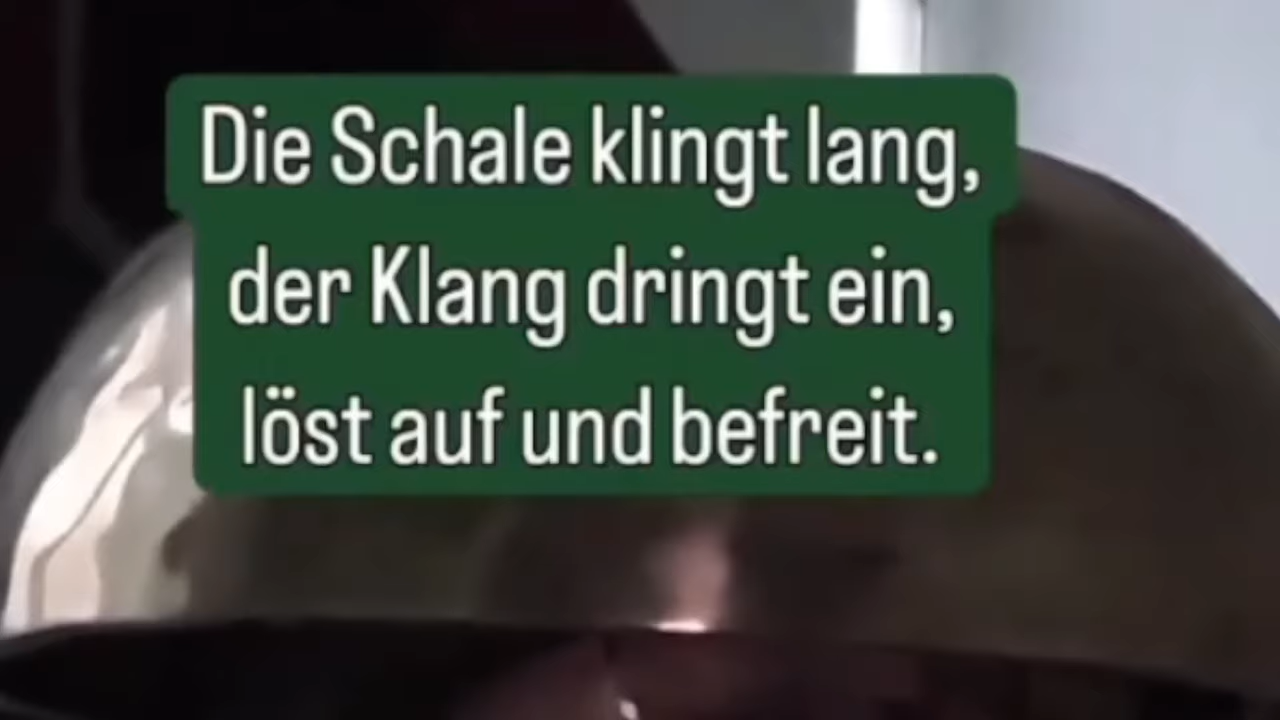 Die Schale klingt lang,
der Klang dringt ein,
löst auf und befreit.